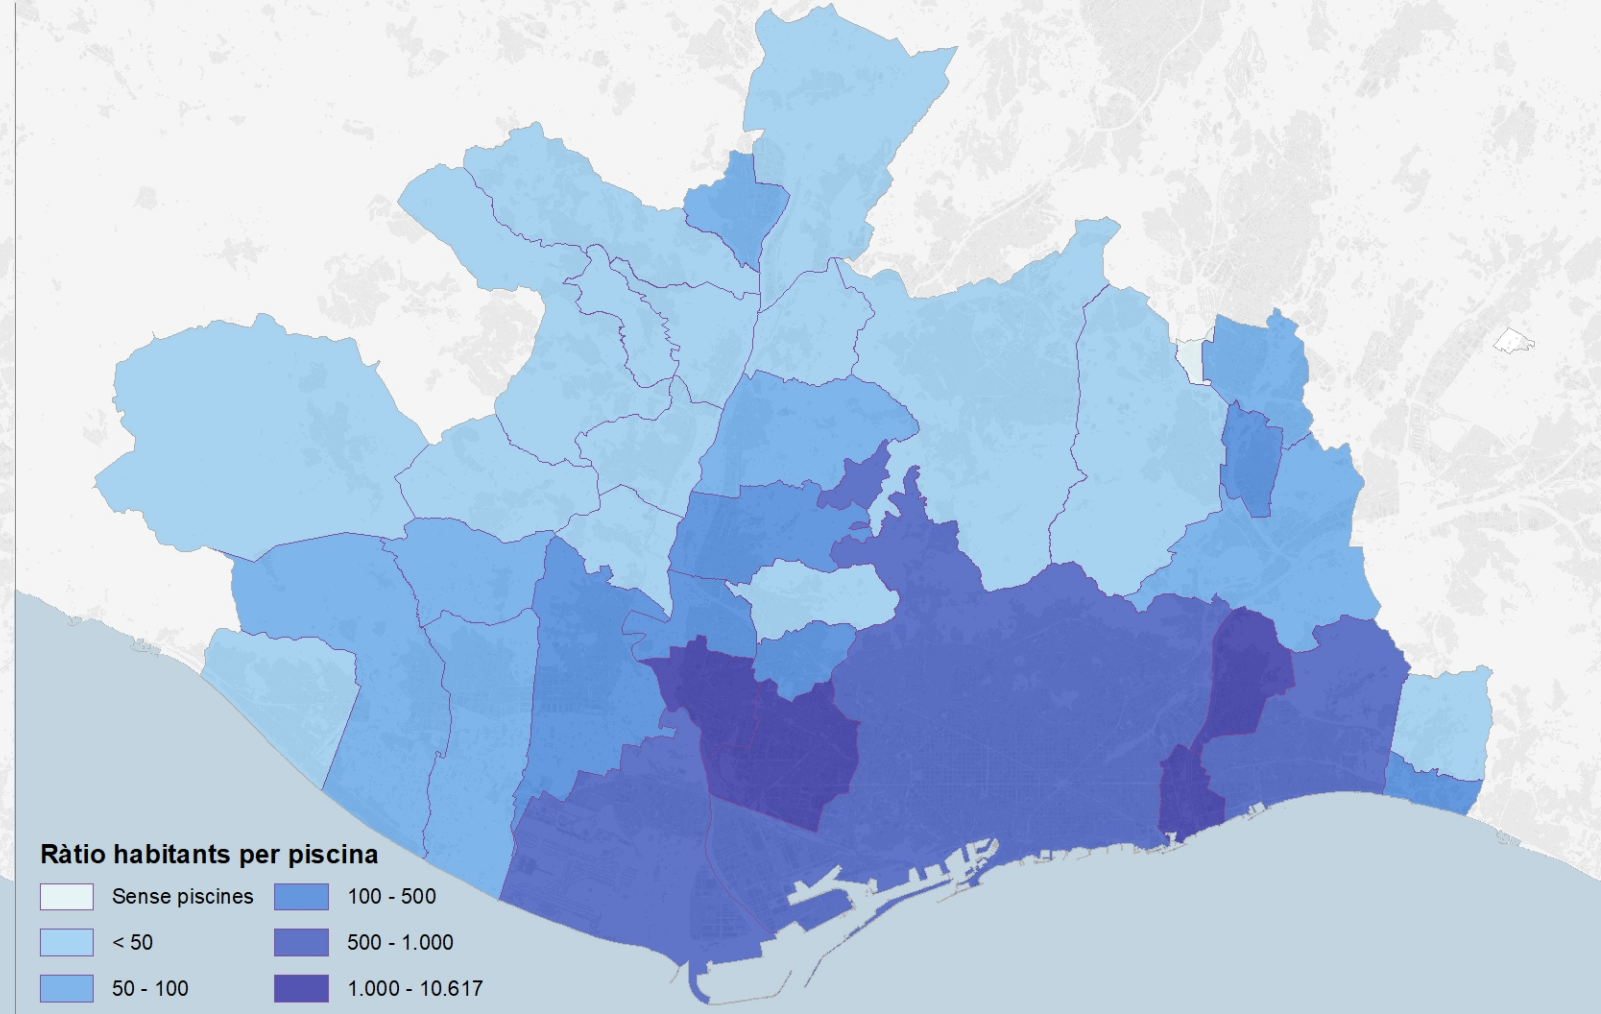 Ràtio habitants per piscina
Sense piscines
< 50
50 - 100
100 - 500
500 - 1.000
1.000 - 10.617